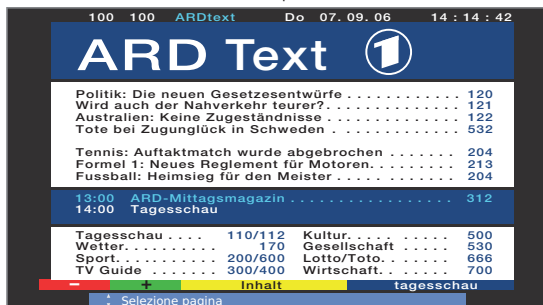 100 100 ARDtext Do 07. 09. 06 14 : 14 : 42
ARD Text 1
Politik: Die neuen Gesetzesentwürfe . . . . . . . . . . . . 120
Wird auch der Nahverkehr teurer?. . . . . . . . . . . . . . 121
Australien: Keine Zugeständnisse . . . . . . . . . . . . . . 122
Tote bei Zugunglück in Schweden . . . . . . . . . . . . . 532
Tennis: Auftaktmatch wurde abgebrochen . . . . . . . 204
Formel 1: Neues Reglement für Motoren. . . . . . . . . 213
Fussball: Heimsieg für den Meister . . . . . . . . . . . . 204
13:00 ARD-Mittagsmagazin . . . . . . . . . . . . . . . . . 312
14:00 Tagesschau
Tagesschau . . . . 110/112 Kultur. . . . . . . . . 500
Wetter. . . . . . . . . . 170 Gesellschaft . . . . . 530
Sport. . . . . . . . . . 200/600 Lotto/Toto. . . . . . 666
TV Guide . . . . . . . 300/400 Wirtschaft. . . . . . 700
− + Inhalt tagesschau
Selezione pagina